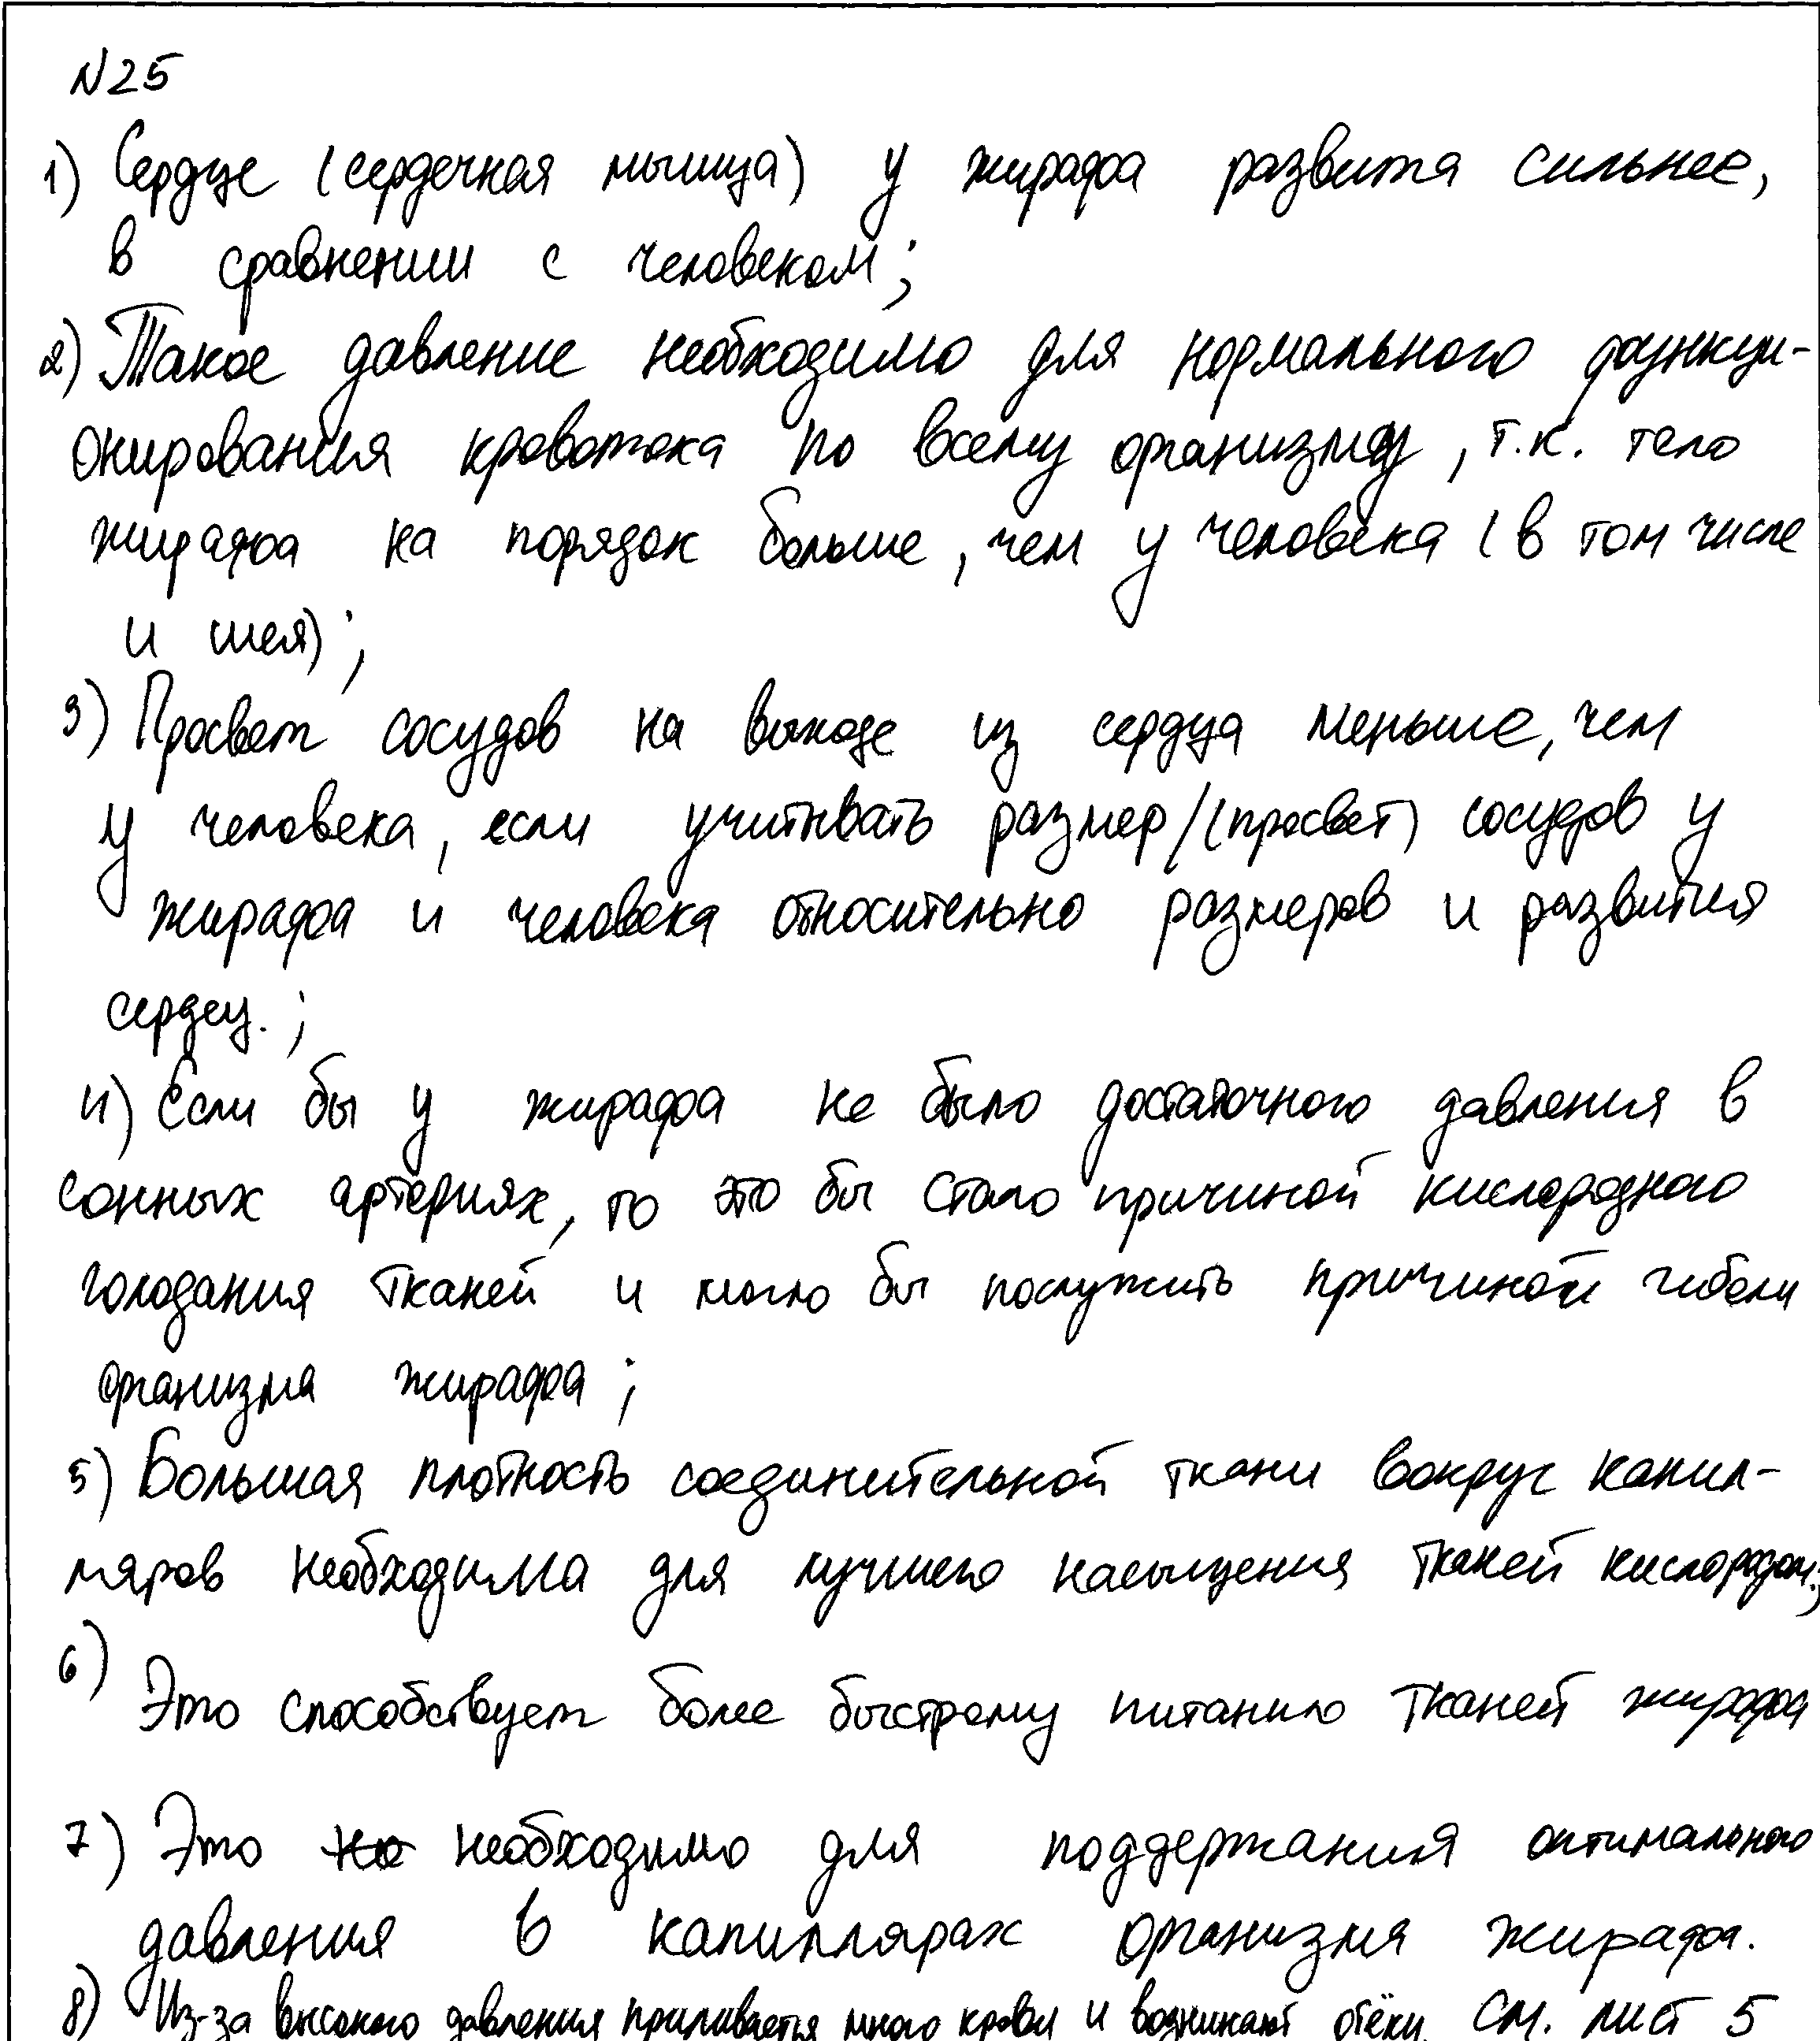 №25
1) Сердце (сердечная мышца) у жирафа развита сильнее,
в сравнении с человеком;
2) Такое давление необходимо для нормального функци-
онирования кровотока по всему организму, т.к. тело
жирафа на порядок больше, чем у человека (в том числе
и шея);
3) Просвет сосудов на выходе из сердца меньше, чем
у человека, если учитывать размер/(просвет) сосудов у
жирафа и человека относительно размеров и развития
сердец.;
4) Если бы у жирафа не было достаточного давления в
сонных артериях, то это бы стало причиной кислородного
голодания тканей и могло бы послужить причиной гибели
организма жирафа;
5) Большая плотность соединительной ткани вокруг капил-
ляров необходима для лучшего насыщения тканей кислородом.;
6)
Это способствует более быстрому питанию тканей жирафа
7) Это но необходимо для поддержания оптимального
давления в капиллярах организма жирафа.
8) Из-за высокого давления приливается много крови и возникают отёки. См. лист 5